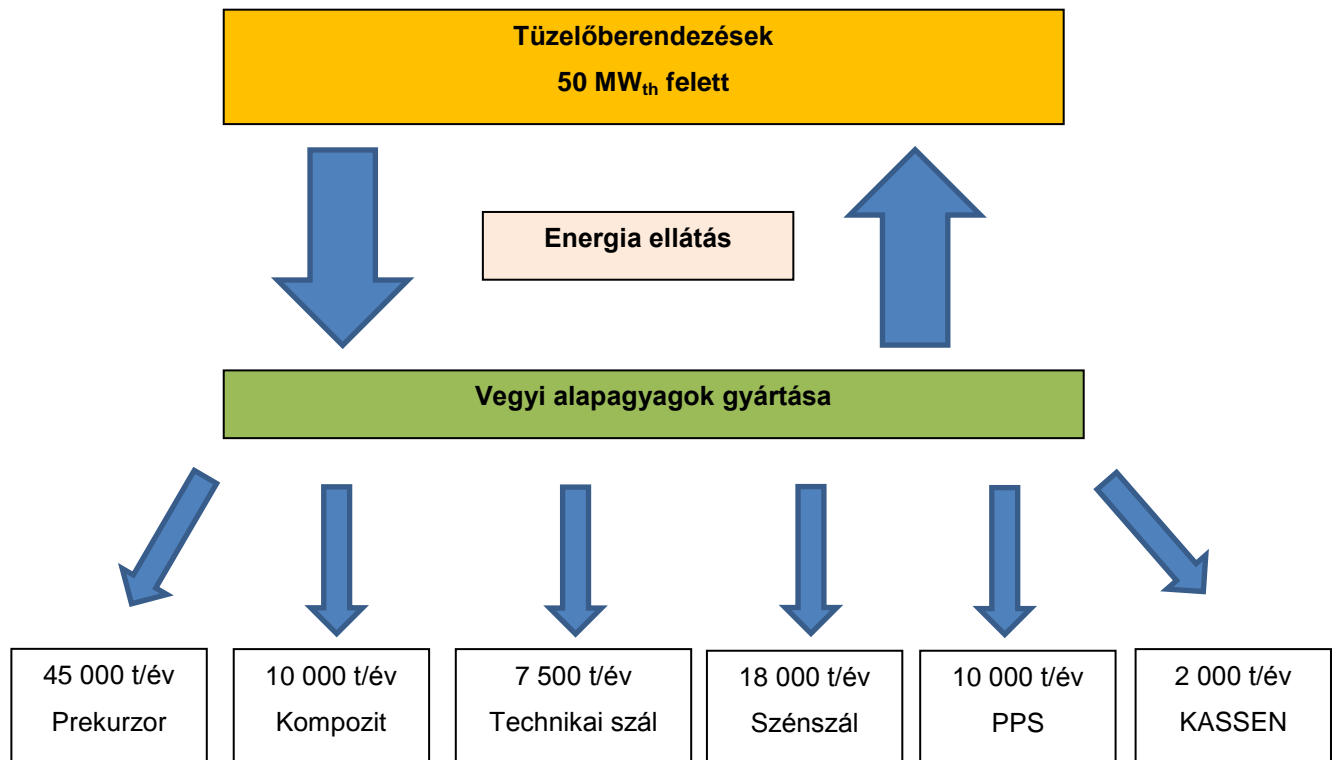 Tüzelőberendezések
50 MWth felett
Energia ellátás
Vegyi alapagyagok gyártása
45 000 t/év
Prekurzor
10 000 t/év
Kompozit
7 500 t/év
Technikai szál
18 000 t/év
Szénszál
10 000 t/év
PPS
2 000 t/év
KASSEN